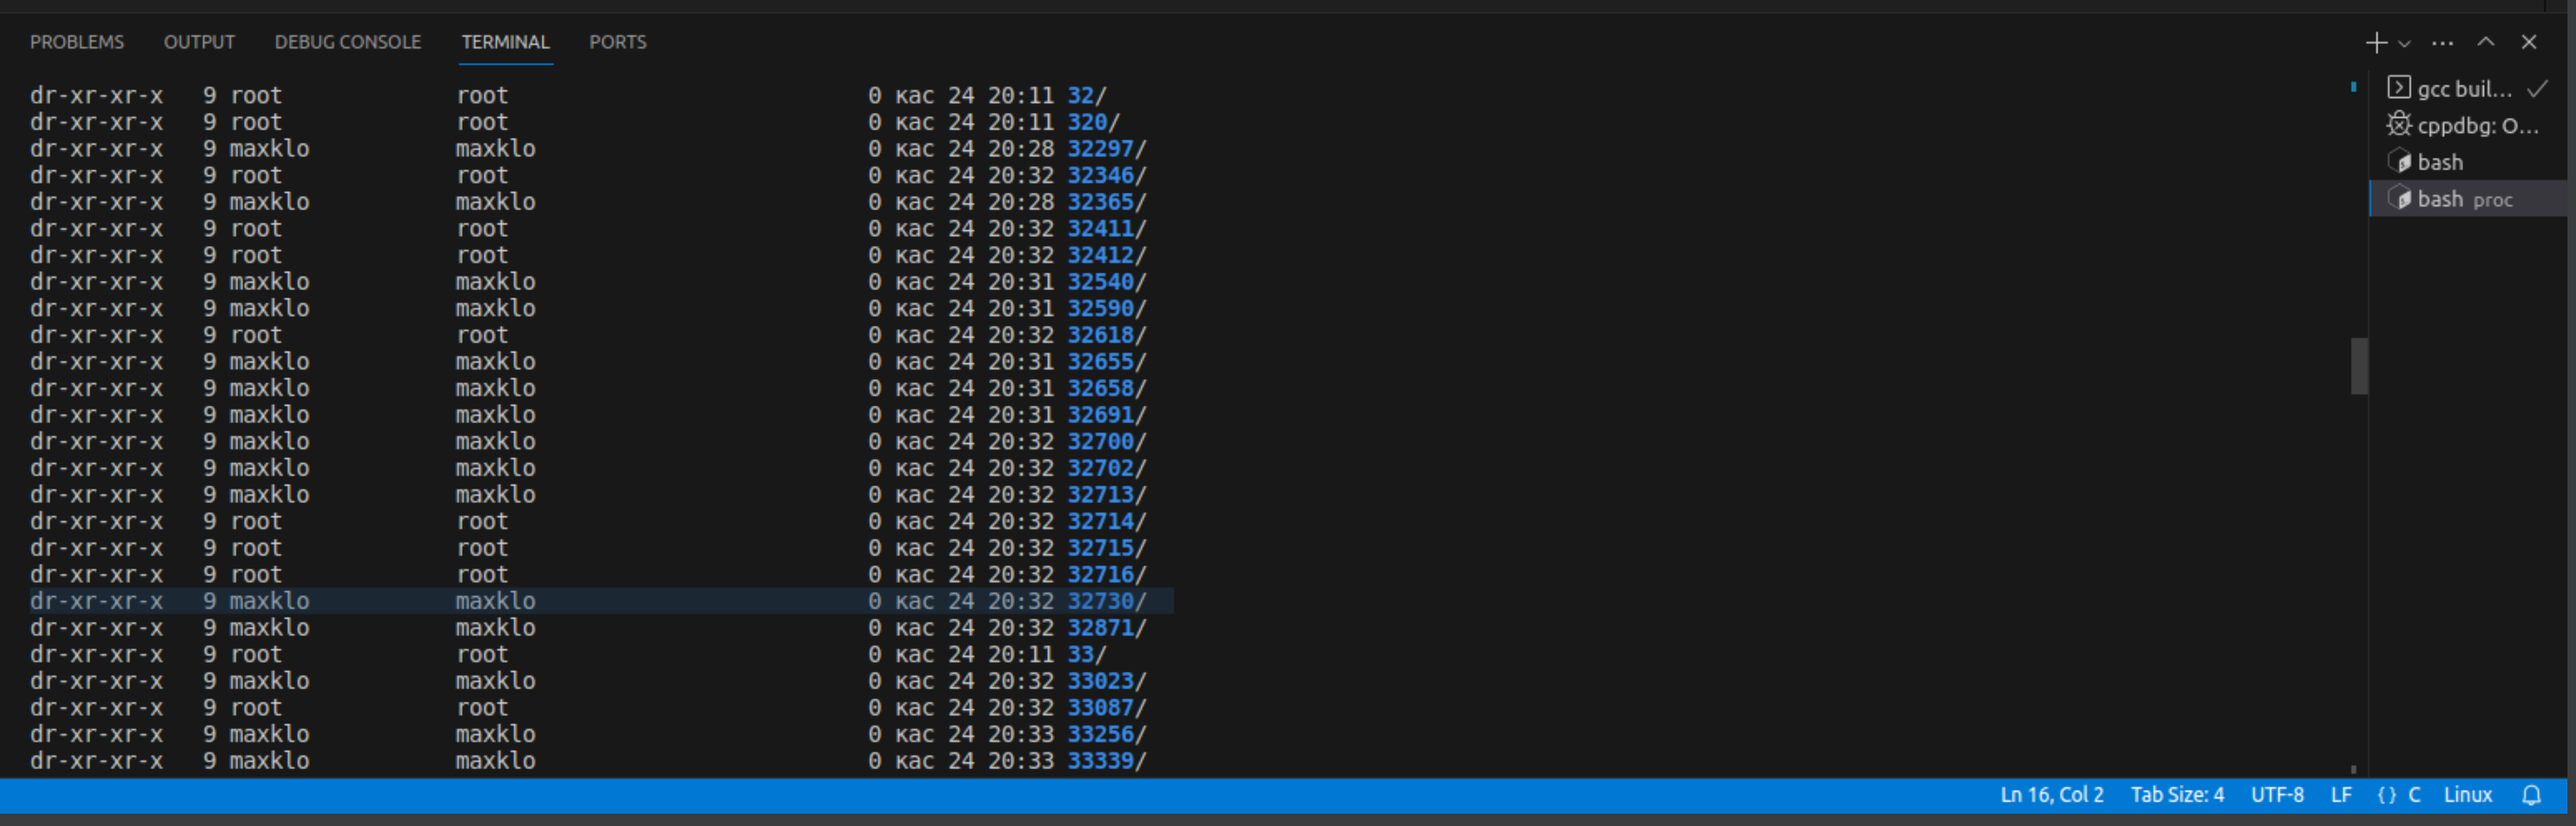 PROBLEMS OUTPUT DEBUG CONSOLE TERMINAL PORTS
dr-xr-xr-x 9 root root 0 кас 24 20:11 32/
dr-xr-xr-x 9 root root 0 кас 24 20:11 320/
dr-xr-xr-x 9 maxklo maxklo 0 кас 24 20:28 32297/
dr-xr-xr-x 9 root root 0 кас 24 20:32 32346/
dr-xr-xr-x 9 maxklo maxklo 0 кас 24 20:28 32365/
dr-xr-xr-x 9 root root 0 кас 24 20:32 32411/
dr-xr-xr-x 9 root root 0 кас 24 20:32 32412/
dr-xr-xr-x 9 maxklo maxklo 0 кас 24 20:31 32540/
dr-xr-xr-x 9 maxklo maxklo 0 кас 24 20:31 32590/
dr-xr-xr-x 9 root root 0 кас 24 20:32 32618/
dr-xr-xr-x 9 maxklo maxklo 0 кас 24 20:31 32655/
dr-xr-xr-x 9 maxklo maxklo 0 кас 24 20:31 32658/
dr-xr-xr-x 9 maxklo maxklo 0 кас 24 20:31 32691/
dr-xr-xr-x 9 maxklo maxklo 0 кас 24 20:32 32700/
dr-xr-xr-x 9 maxklo maxklo 0 кас 24 20:32 32702/
dr-xr-xr-x 9 maxklo maxklo 0 кас 24 20:32 32713/
dr-xr-xr-x 9 root root 0 кас 24 20:32 32714/
dr-xr-xr-x 9 root root 0 кас 24 20:32 32715/
dr-xr-xr-x 9 root root 0 кас 24 20:32 32716/
dr-xr-xr-x 9 maxklo maxklo 0 кас 24 20:32 32730/
dr-xr-xr-x 9 maxklo maxklo 0 кас 24 20:32 32871/
dr-xr-xr-x 9 root root 0 кас 24 20:11 33/
dr-xr-xr-x 9 maxklo maxklo 0 кас 24 20:32 33023/
dr-xr-xr-x 9 root root 0 кас 24 20:32 33087/
dr-xr-xr-x 9 maxklo maxklo 0 кас 24 20:33 33256/
dr-xr-xr-x 9 maxklo maxklo 0 кас 24 20:33 33339/
gcc buil...
cppdbg: O...
bash
bash proc
Ln 16, Col 2 Tab Size: 4 UTF-8 LF {} C Linux